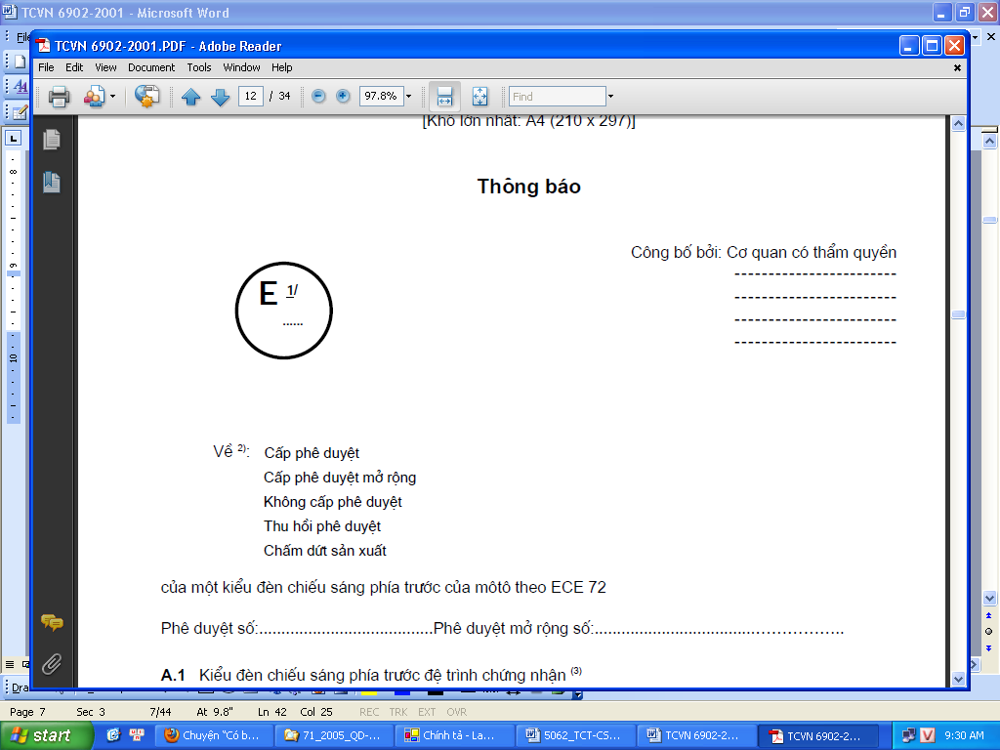 TCVN 6902-2001 - Microsoft Word
TCVN 6902-2001.PDF - Adobe Reader
File Edit View Document Tools Window Help
12 / 34 97.8% Find
[Khổ lớn nhất: A4 (210 x 297)]
Thông báo
Công bố bởi: Cơ quan có thẩm quyền
------------------------
------------------------
------------------------
------------------------
E 1/
......
Về 2): Cấp phê duyệt
Cấp phê duyệt mở rộng
Không cấp phê duyệt
Thu hồi phê duyệt
Chấm dứt sản xuất
của một kiểu đèn chiếu sáng phía trước của môtô theo ECE 72
Phê duyệt số:.......................................Phê duyệt mở rộng số:....................................……………..
A.1 Kiểu đèn chiếu sáng phía trước đệ trình chứng nhận (3)
Page 7 Sec 3 7/44 At 9.8" Ln 42 Col 25 REC TRK EXT OVR
start Chuyện "Có b... 71_2005_QD-... Chính tả - La... 5062_TCT-CS... TCVN 6902-2... TCVN 6902-2... V 9:30 AM